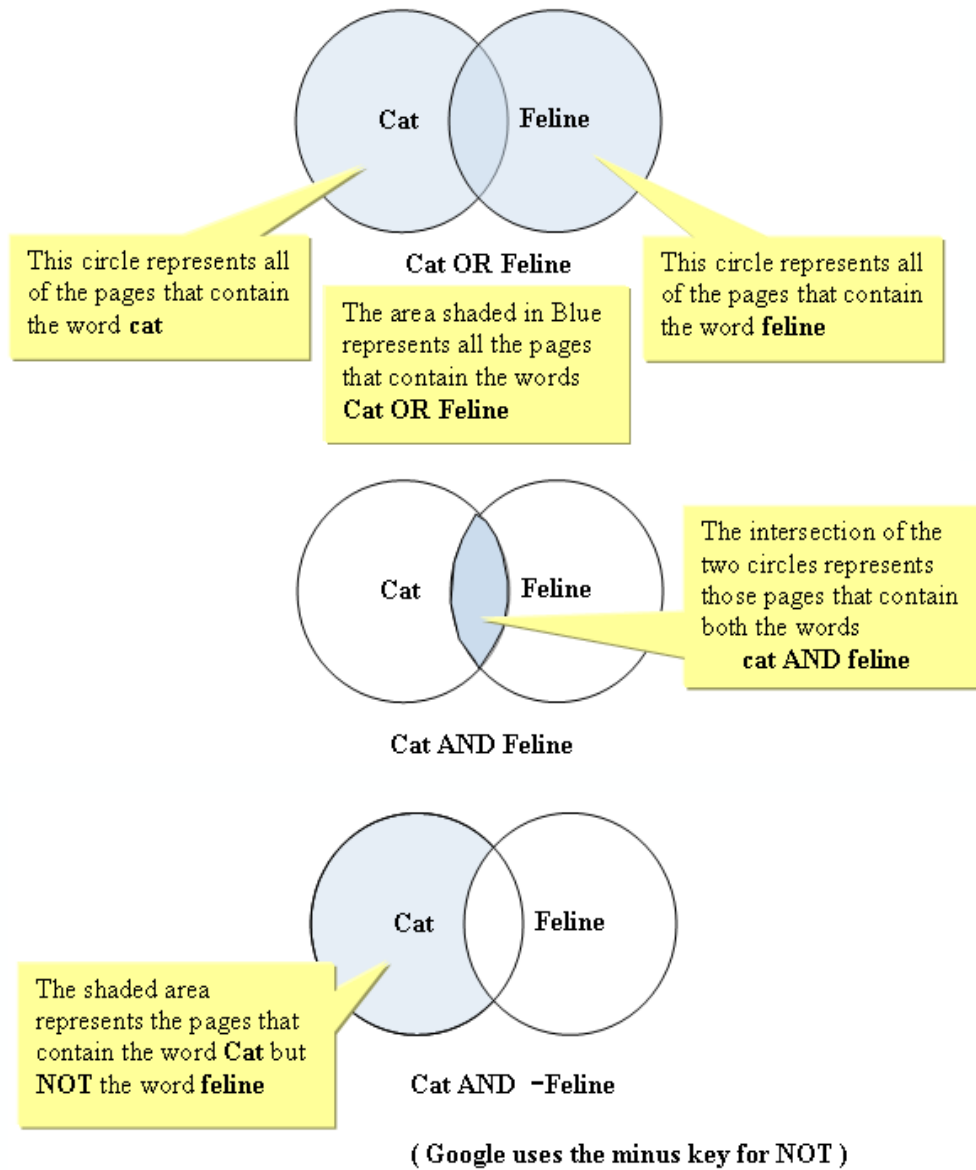 Cat
Feline
This circle represents all
of the pages that contain
the word cat
Cat OR Feline
The area shaded in Blue
represents all the pages
that contain the words
Cat OR Feline
This circle represents all
of the pages that contain
the word feline
Cat
Feline
The intersection of the
two circles represents
those pages that contain
both the words
cat AND feline
Cat AND Feline
Cat
Feline
The shaded area
represents the pages that
contain the word Cat but
NOT the word feline
Cat AND -Feline
( Google uses the minus key for NOT )